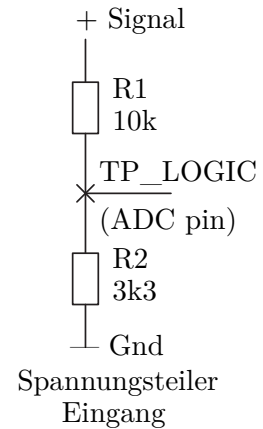 + Signal
R1
10k
TP_LOGIC
(ADC pin)
R2
3k3
Gnd
Spannungsteiler
Eingang